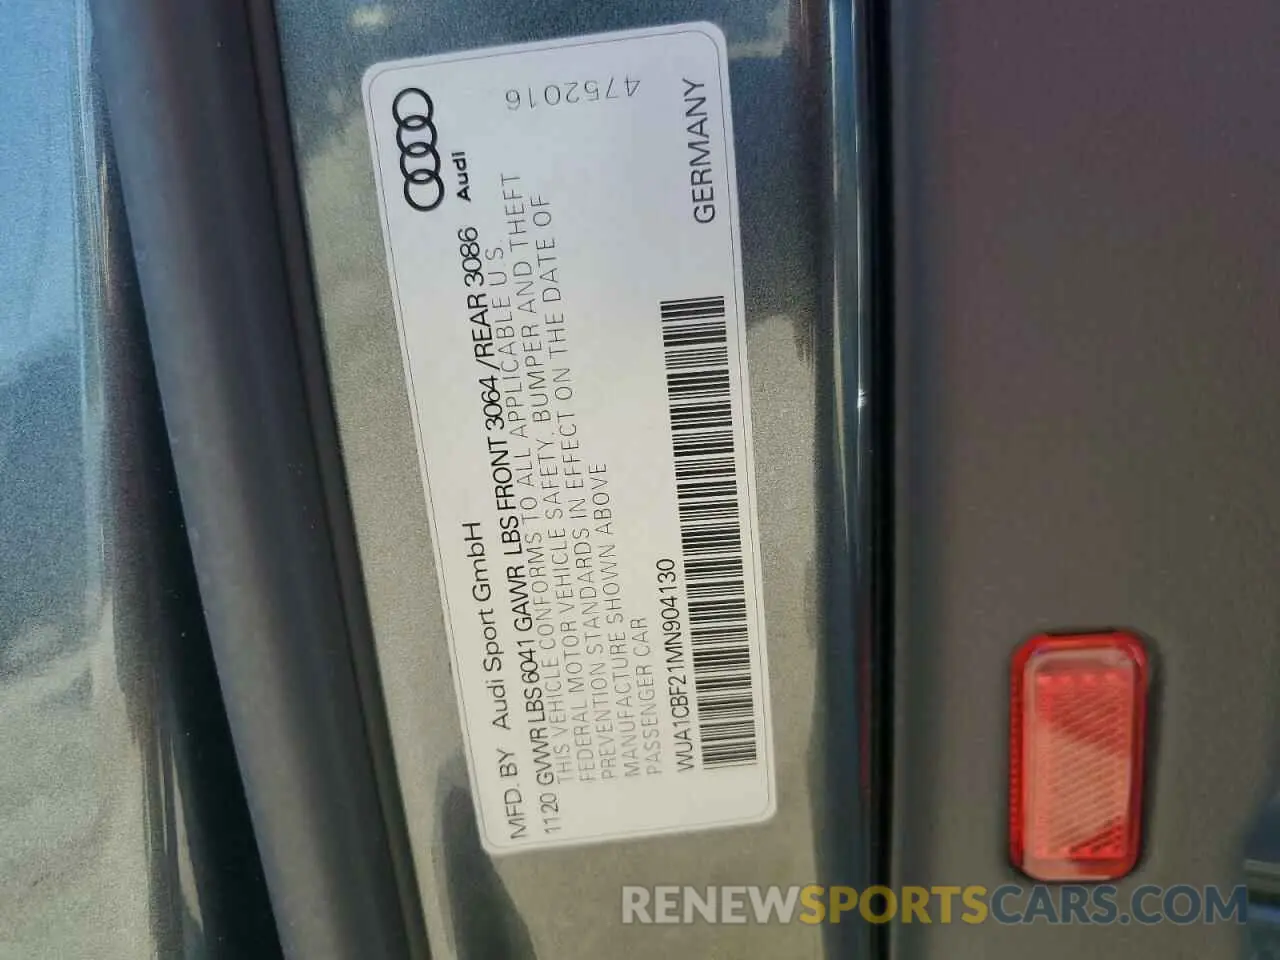 Audi
4752016
MFD. BY Audi Sport GmbH
1120 GVWR LBS 6041 GAWR LBS FRONT 3064 /REAR 3086
THIS VEHICLE CONFORMS TO ALL APPLICABLE U S
FEDERAL MOTOR VEHICLE SAFETY, BUMPER AND THEFT
PREVENTION STANDARDS IN EFFECT ON THE DATE OF
MANUFACTURE SHOWN ABOVE
PASSENGER CAR
WUA1CBF21MN904130
GERMANY
RENEWSPORTSCARS.COM